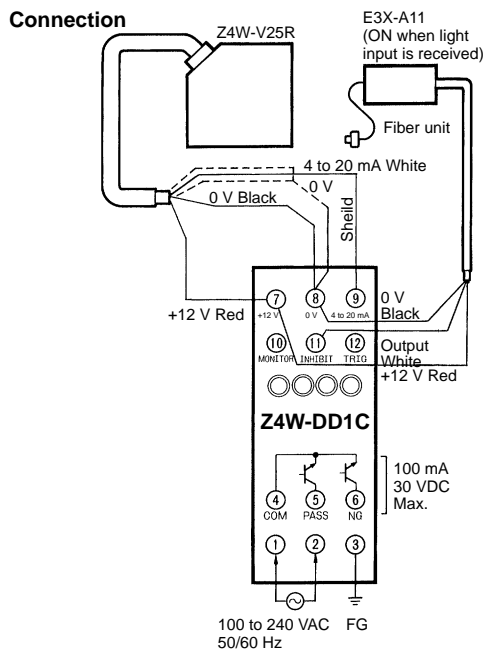 Connection
Z4W-V25R
E3X-A11
(ON when light
input is received)
Fiber unit
4 to 20 mA White
0 V
0 V Black
Sheild
7
8
9
+12 V
0 V
4 to 20 mA
0 V
Black
+12 V Red
10
11
12
MONITOR
INHIBIT
TRIG
Output
White
+12 V Red
Z4W-DD1C
4
5
6
COM
PASS
NG
100 mA
30 VDC
Max.
1
2
3
100 to 240 VAC
50/60 Hz
FG